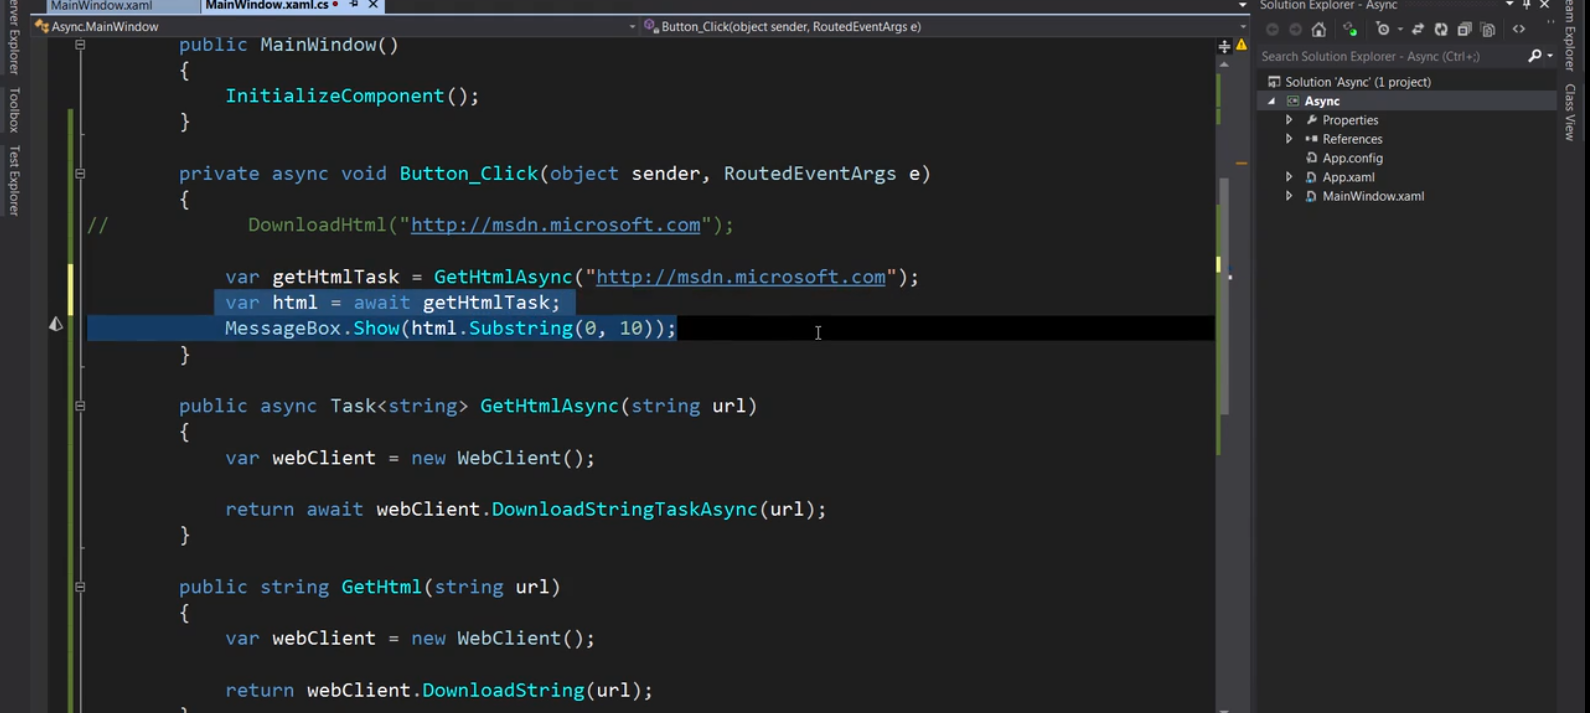 MainWindow.xaml
MainWindow.xaml.cs
Solution Explorer - Async
Async.MainWindow
Button_Click(object sender, RoutedEventArgs e)
Search Solution Explorer - Async (Ctrl+;)
Solution 'Async' (1 project)
Async
Properties
References
App.config
App.xaml
MainWindow.xaml
Explorer
Toolbox
Test Explorer
Explorer
Class View
public MainWindow()
{
InitializeComponent();
}
private async void Button_Click(object sender, RoutedEventArgs e)
{
// DownloadHtml("http://msdn.microsoft.com");
var getHtmlTask = GetHtmlAsync("http://msdn.microsoft.com");
var html = await getHtmlTask;
MessageBox.Show(html.Substring(0, 10));
}
public async Task<string> GetHtmlAsync(string url)
{
var webClient = new WebClient();
return await webClient.DownloadStringTaskAsync(url);
}
public string GetHtml(string url)
{
var webClient = new WebClient();
return webClient.DownloadString(url);